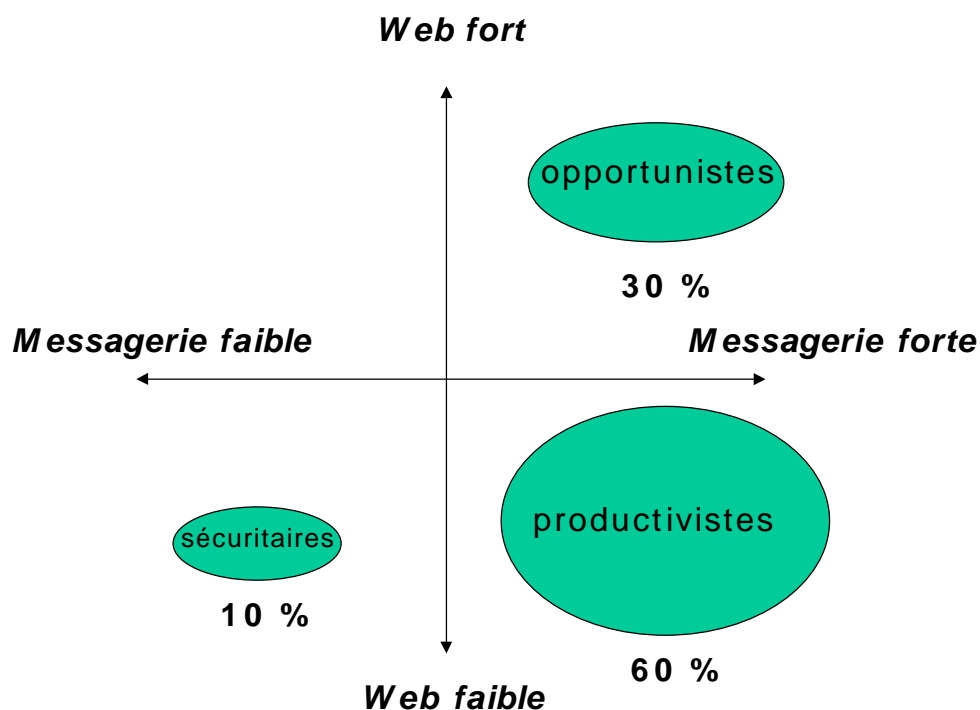 Web fort
opportunistes
30 %
Messagerie faible
Messagerie forte
productivistes
sécuritaires
10 %
60 %
Web faible